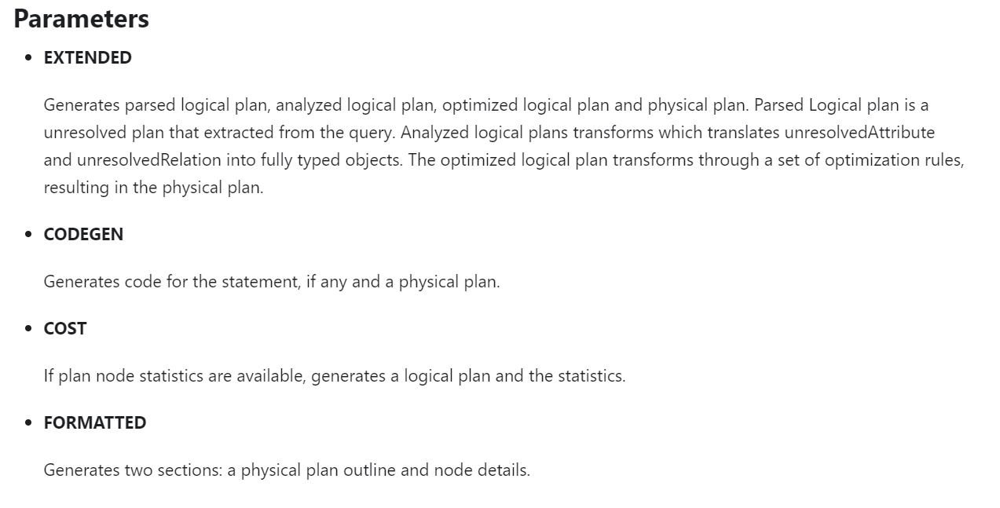 Parameters
• EXTENDED
Generates parsed logical plan, analyzed logical plan, optimized logical plan and physical plan. Parsed Logical plan is a
unresolved plan that extracted from the query. Analyzed logical plans transforms which translates unresolvedAttribute
and unresolvedRelation into fully typed objects. The optimized logical plan transforms through a set of optimization rules,
resulting in the physical plan.
• CODEGEN
Generates code for the statement, if any and a physical plan.
• COST
If plan node statistics are available, generates a logical plan and the statistics.
• FORMATTED
Generates two sections: a physical plan outline and node details.